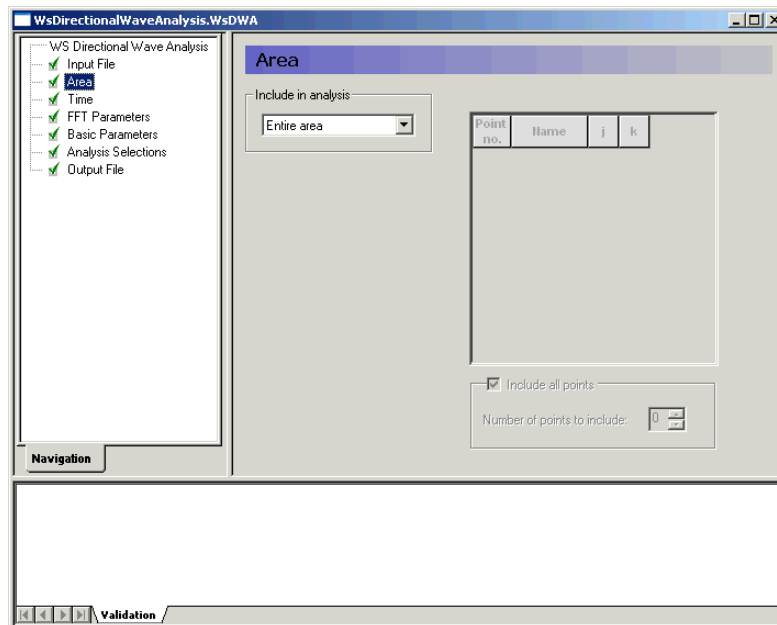 WsDirectionalWaveAnalysis.WsDWA
WS Directional Wave Analysis
Input File
Area
Time
FFT Parameters
Basic Parameters
Analysis Selections
Output File
Navigation
Area
Include in analysis
Entire area
Point no.
Name
j
k
Include all points
Number of points to include:
0
Validation